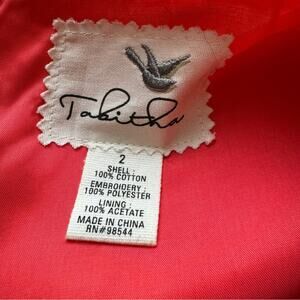 Tabitha
2
SHELL:
100% COTTON
EMBROIDERY:
100% POLYESTER
LINING:
100% ACETATE
MADE IN CHINA
RN#98544